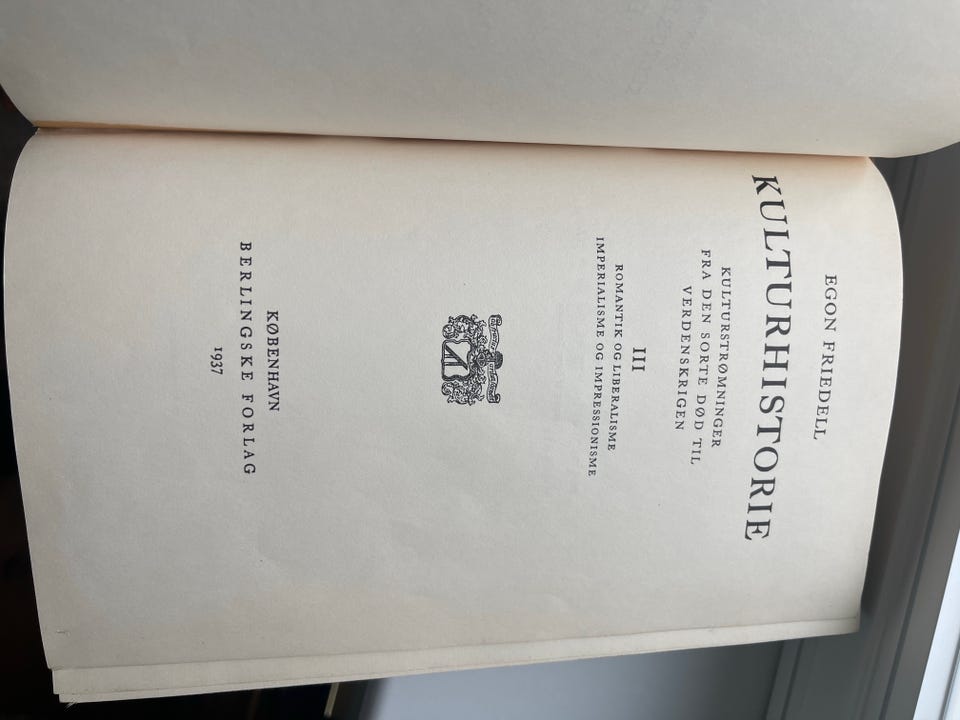 EGON FRIEDELL
KULTURHISTORIE
KULTURSTRØMNINGER
FRA DEN SORTE DØD TIL
VERDENSKRIGEN
III
ROMANTIK OG LIBERALISME
IMPERIALISME OG IMPRESSIONISME
KØBENHAVN
BERLINGSKE FORLAG
1937